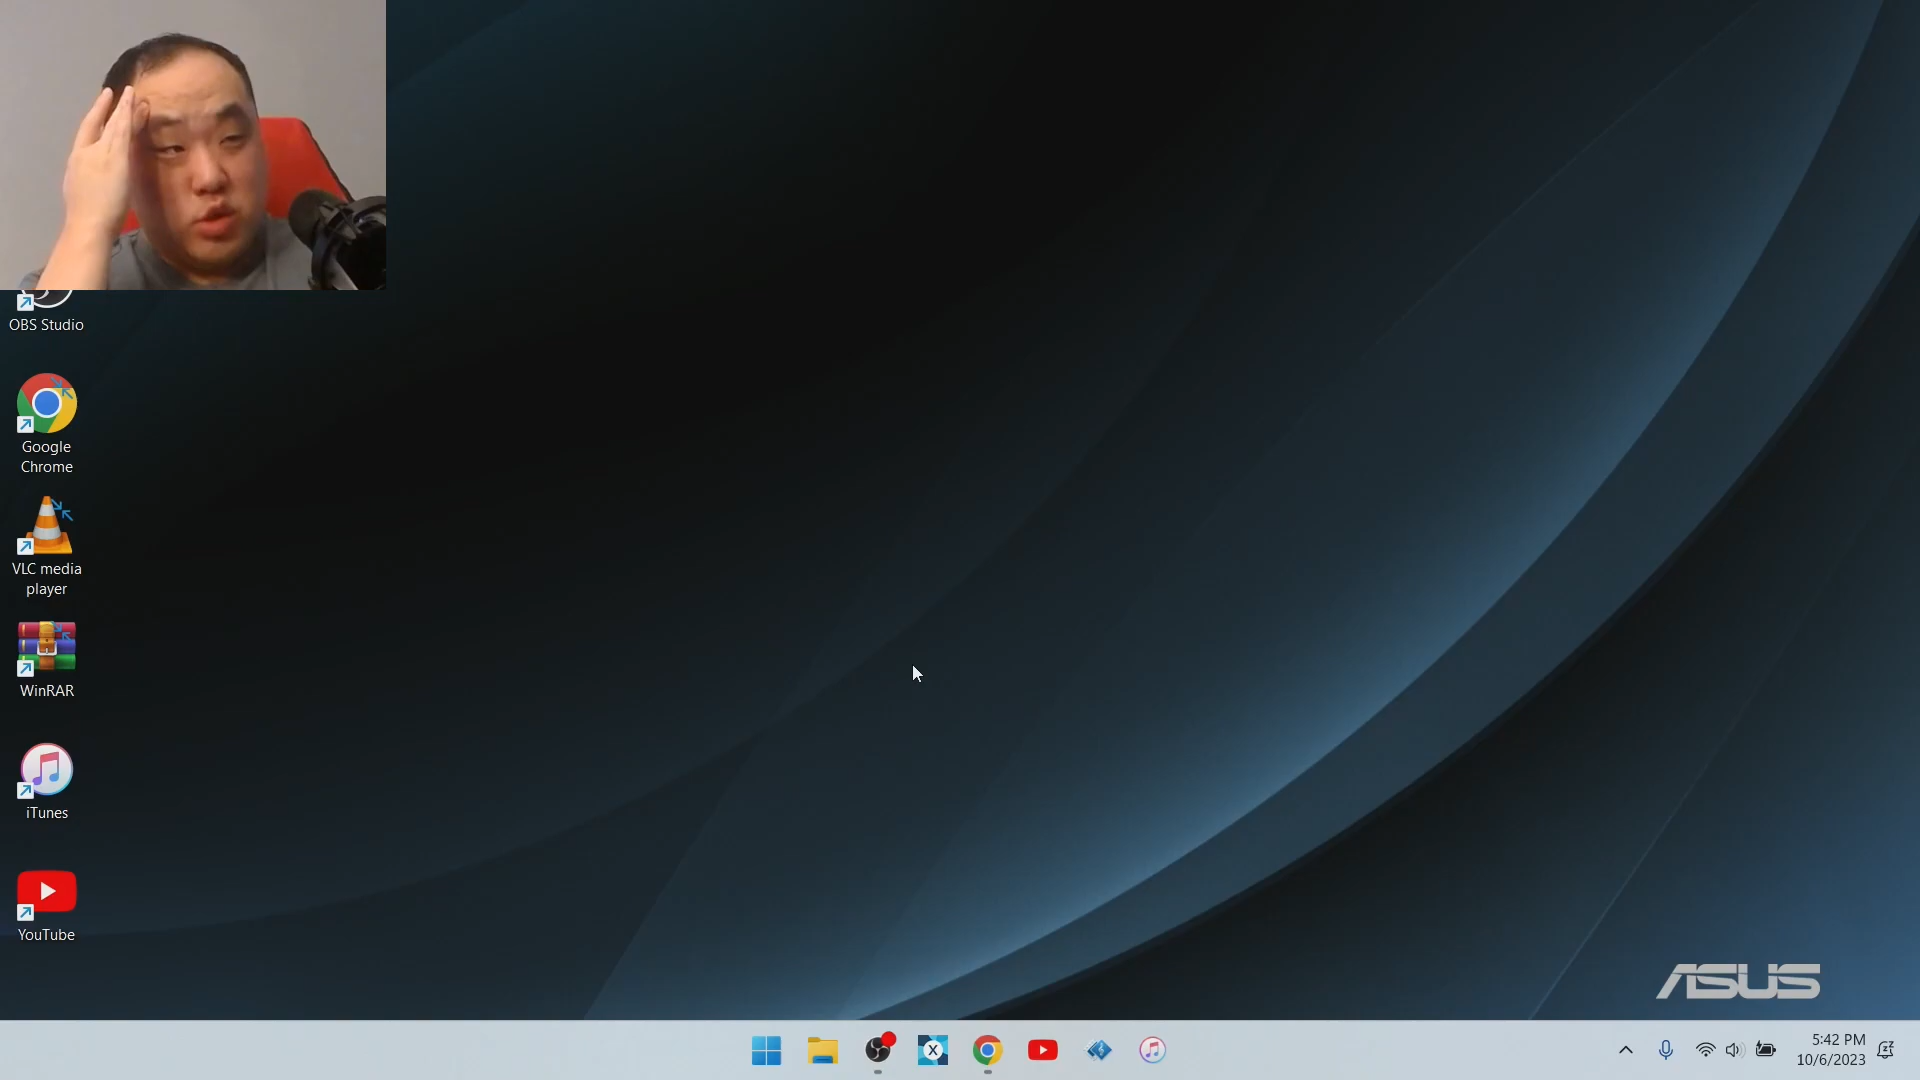 OBS Studio
Google
Chrome
VLC media
player
WinRAR
iTunes
YouTube
ASUS
X
5:42 PM
10/6/2023